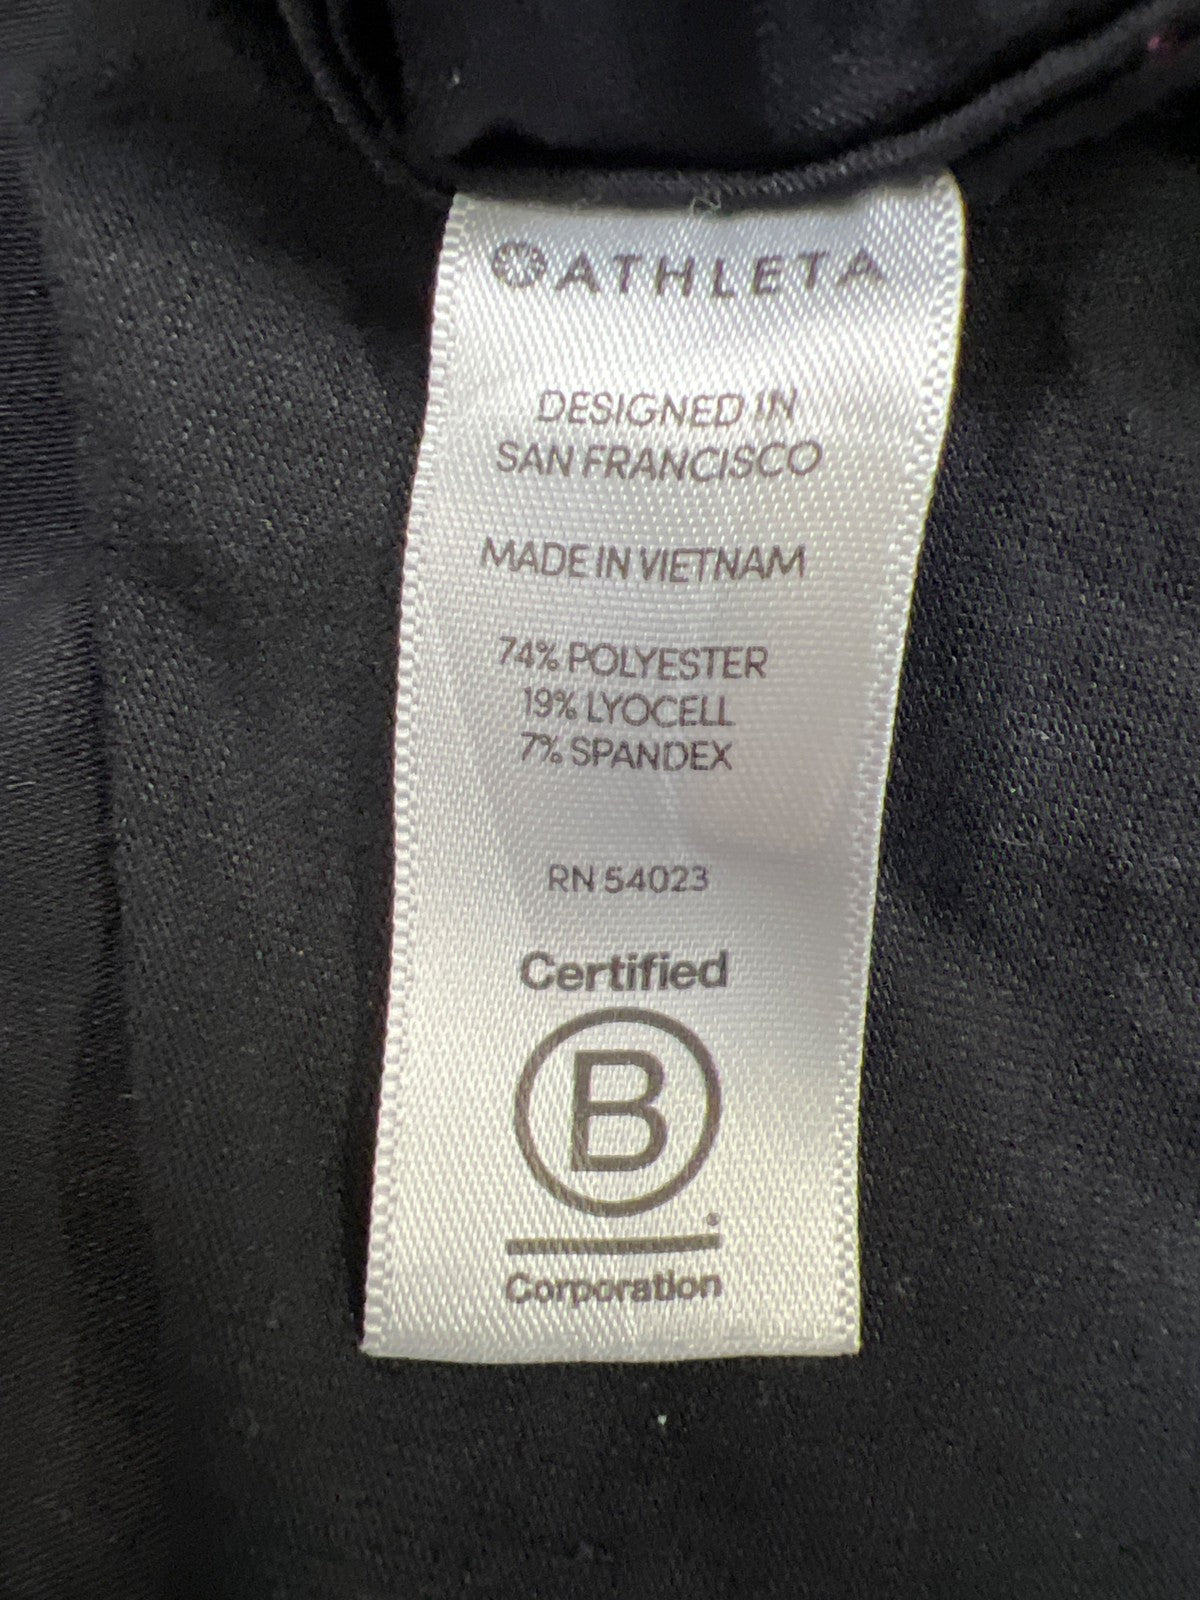 ATHLETA
DESIGNED IN
SAN FRANCISCO
MADE IN VIETNAM
74% POLYESTER
19% LYOCELL
7% SPANDEX
RN 54023
Certified
B
Corporation